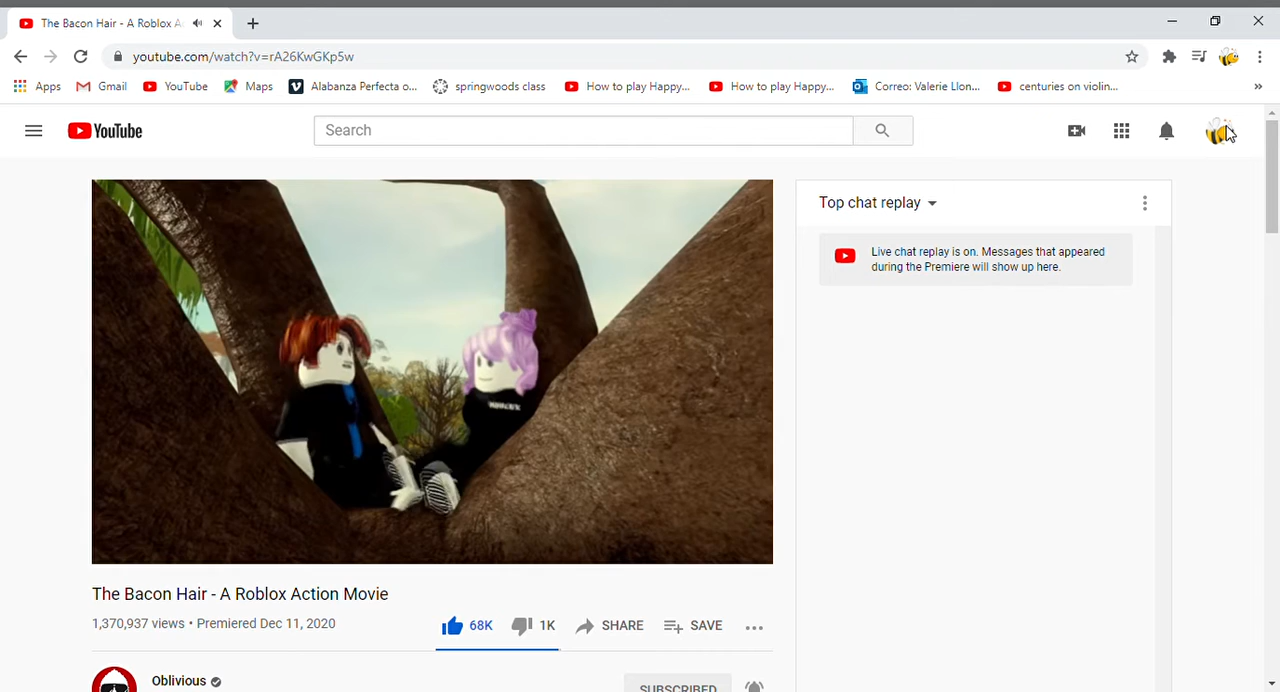 The Bacon Hair - A Roblox A
youtube.com/watch?v=rA26KwGKp5w
Apps
Gmail
YouTube
Maps
Alabanza Perfecta o...
springwoods class
How to play Happy...
How to play Happy...
Correo: Valerie Llon...
centuries on violin...
YouTube
Search
Top chat replay
Live chat replay is on. Messages that appeared
during the Premiere will show up here.
ROBLOX
The Bacon Hair - A Roblox Action Movie
1,370,937 views • Premiered Dec 11, 2020
68K
1K
SHARE
SAVE
Oblivious
SUBSCRIBED